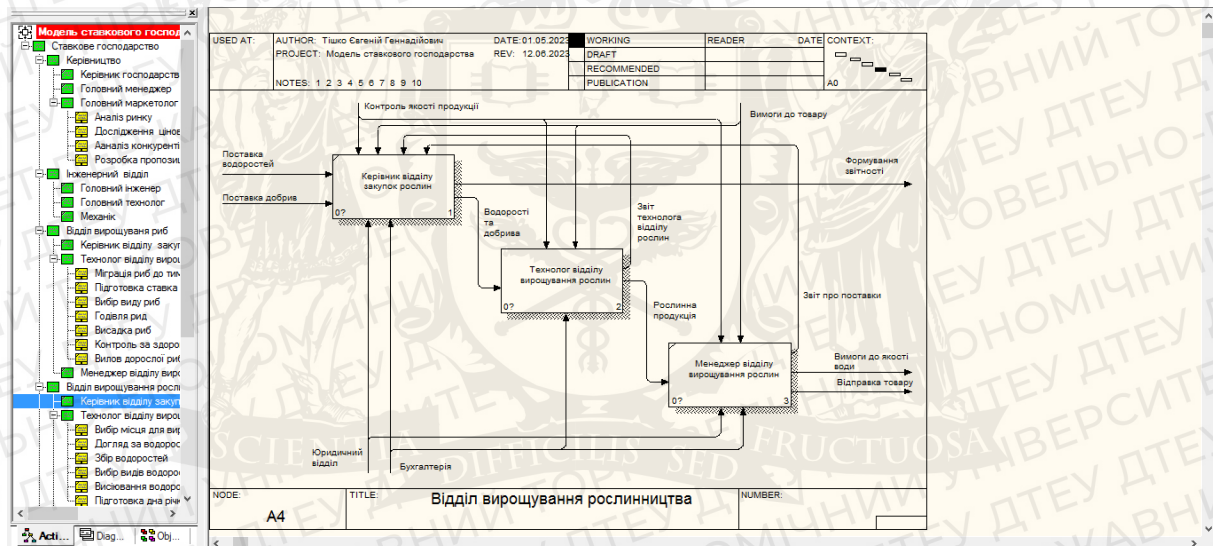 Модель ставкового господ
Ставкове господарство
Керівництво
Керівник господарств
Головний менеджер
Головний маркетолог
Аналіз ринку
Дослідження цінов
Ааналіз конкуренті
Розробка пропозиц
Інженерний відділ
Головний інженер
Головний технолог
Механік
Відділ вирощуваня риб
Керівник відділу закуп
Технолог відділу вирощ
Міграція риб до тим
Підготовка ставка
Вибір виду риб
Годівля рид
Висадка риб
Контроль за здоро
Вилов дорослої риб
Менеджер відділу виро
Відділ вирощування росли
Керівник відділу закуп
Технолог відділу вирощ
Вибір місця для вир
Догляд за водорос
Збір водоростей
Вибір видів водоро
Висіювання водоро
Підготовка дна річк
Acti...
Diag...
Obj...
USED AT:
AUTHOR: Тішко Євгеній Геннадійович
DATE: 01.05.2023
PROJECT: Модель ставкового господарства
REV: 12.06.2023
NOTES: 1 2 3 4 5 6 7 8 9 10
WORKING
DRAFT
RECOMMENDED
PUBLICATION
READER
DATE
CONTEXT:
A0
Контроль якості продукції
Вимоги до товару
Поставка
водоростей
Поставка добрив
Керівник відділу
закупок рослин
0?
1
Формування
звітності
Водорості
та
добрива
Звіт
технолога
відділу
рослин
Технолог відділу
вирощування рослин
0?
2
Рослинна
продукція
Звіт про поставки
Менеджер відділу
вирощування рослин
0?
3
Вимоги до якості
води
Відправка товару
Юридичний
відділ
Бухгалтерія
NODE:
A4
TITLE:
Відділ вирощування рослинництва
NUMBER:
SCIENTIA DIFFICILIS SED FRUCTUOSA